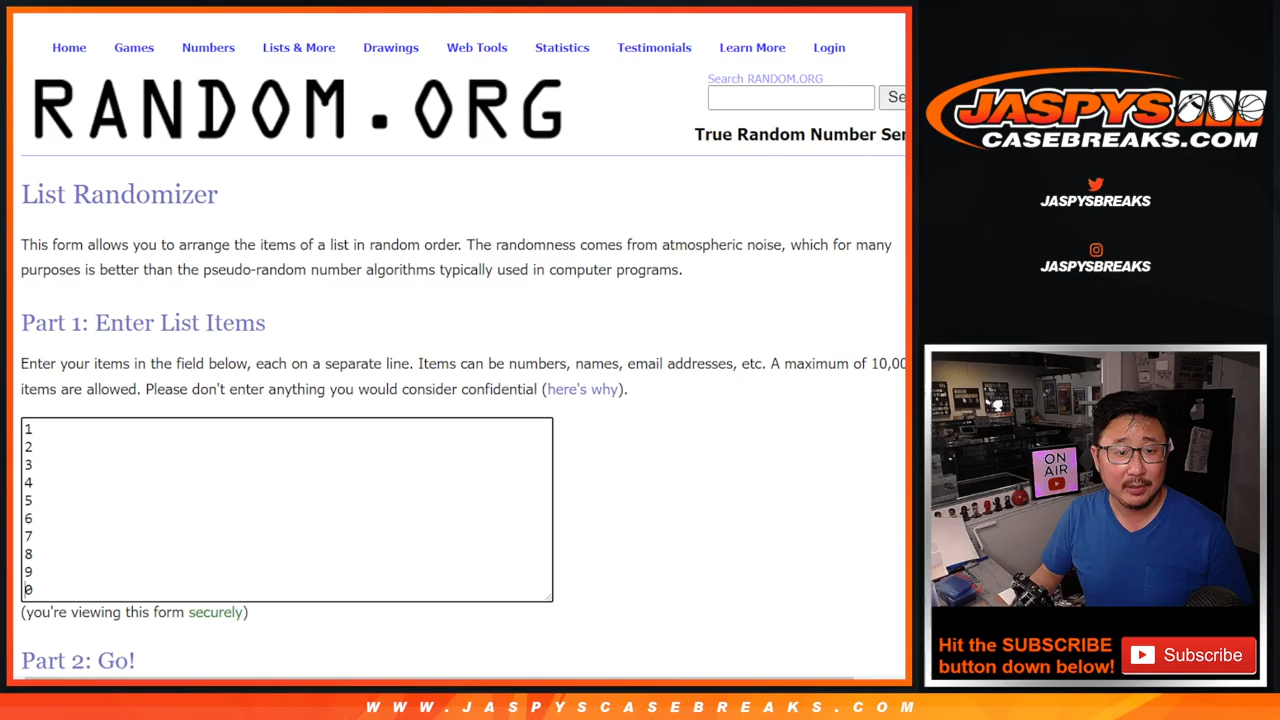 Home Games Numbers Lists & More Drawings Web Tools Statistics Testimonials Learn More Login
RANDOM.ORG
Search RANDOM.ORG
Se
True Random Number Ser
List Randomizer
This form allows you to arrange the items of a list in random order. The randomness comes from atmospheric noise, which for many
purposes is better than the pseudo-random number algorithms typically used in computer programs.
Part 1: Enter List Items
Enter your items in the field below, each on a separate line. Items can be numbers, names, email addresses, etc. A maximum of 10,00
items are allowed. Please don't enter anything you would consider confidential (here's why).
1
2
3
4
5
6
7
8
9
0
(you're viewing this form securely)
Part 2: Go!
JASPYS
CASEBREAKS.COM
JASPYSBREAKS
JASPYSBREAKS
ON
AIR
Hit the SUBSCRIBE
button down below!
Subscribe
WWW.JASPYSCASEBREAKS.COM